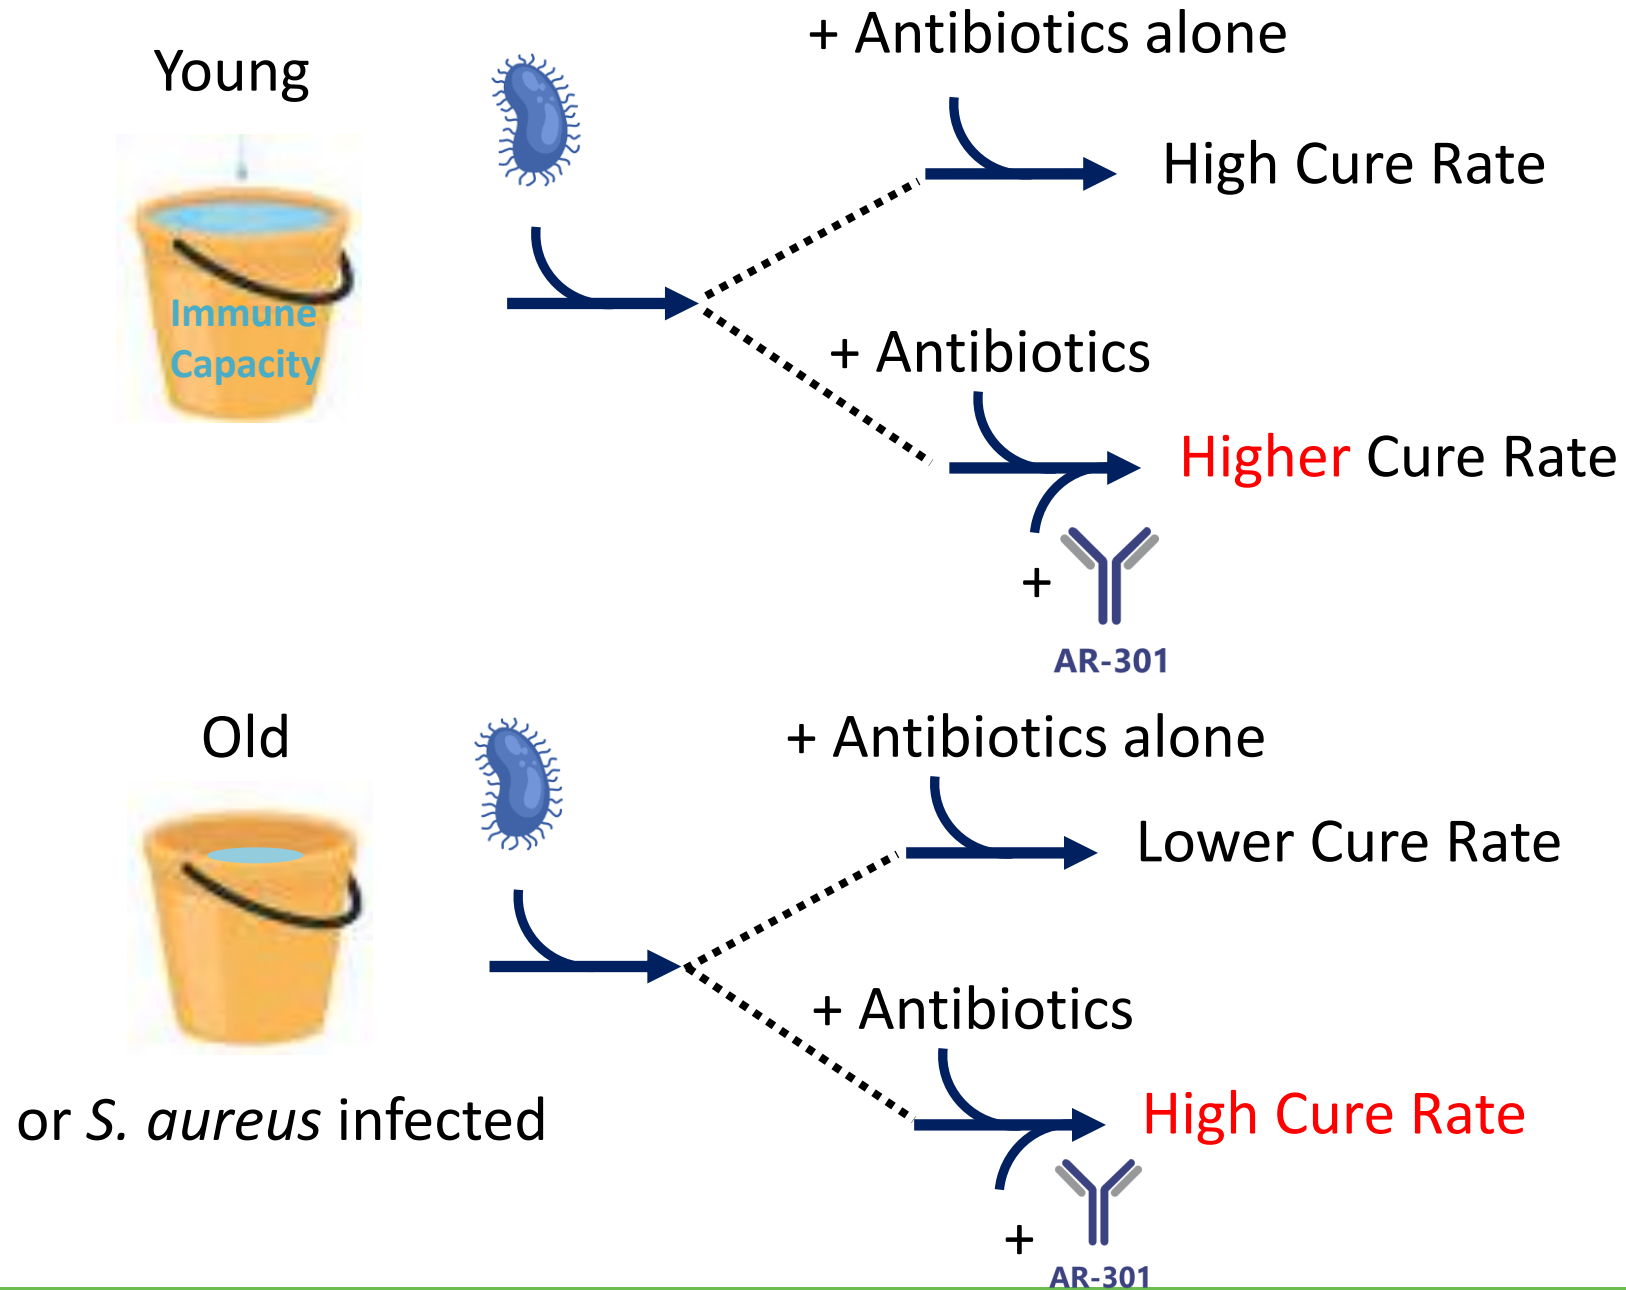 Young
+ Antibiotics alone
High Cure Rate
Immune
Capacity
+ Antibiotics
Higher Cure Rate
+
AR-301
Old
+ Antibiotics alone
Lower Cure Rate
+ Antibiotics
or S. aureus infected
High Cure Rate
+
AR-301